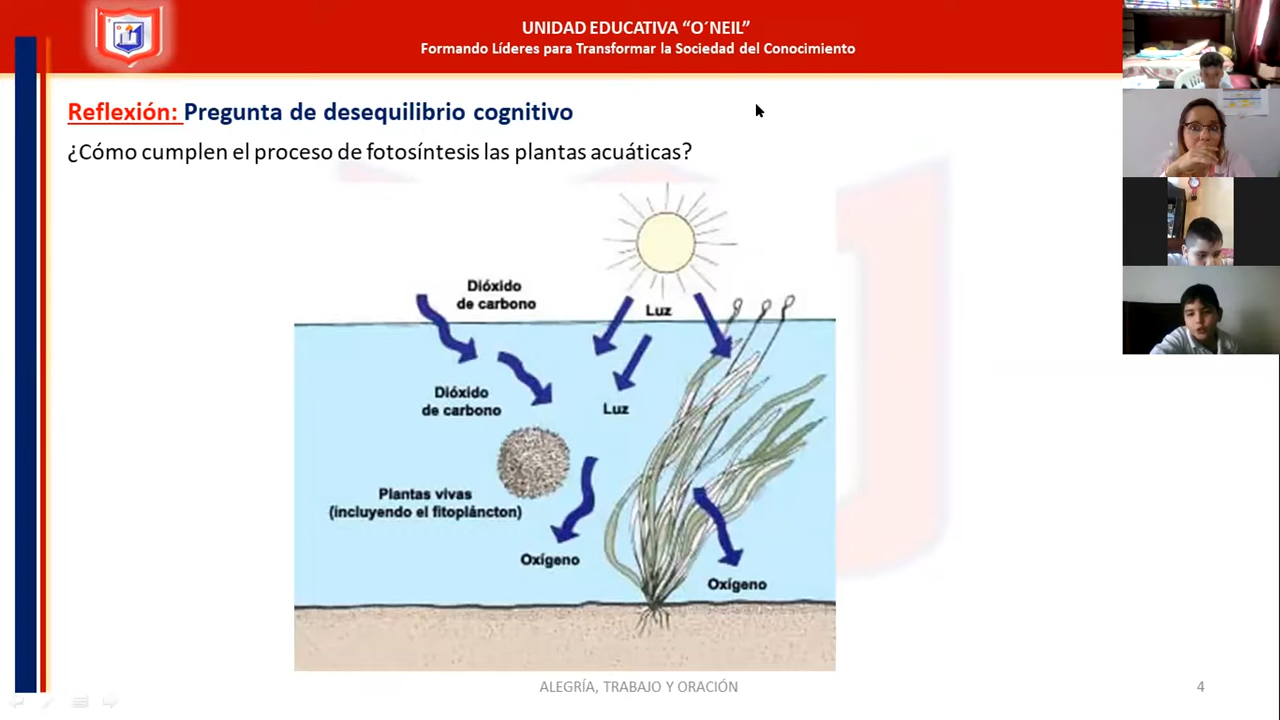 UNIDAD EDUCATIVA “O´NEIL”
Formando Líderes para Transformar la Sociedad del Conocimiento
Reflexión: Pregunta de desequilibrio cognitivo
¿Cómo cumplen el proceso de fotosíntesis las plantas acuáticas?
Dióxido
de carbono
Luz
Dióxido
de carbono
Luz
Plantas vivas
(incluyendo el fitopláncton)
Oxígeno
Oxígeno
ALEGRÍA, TRABAJO Y ORACIÓN
4